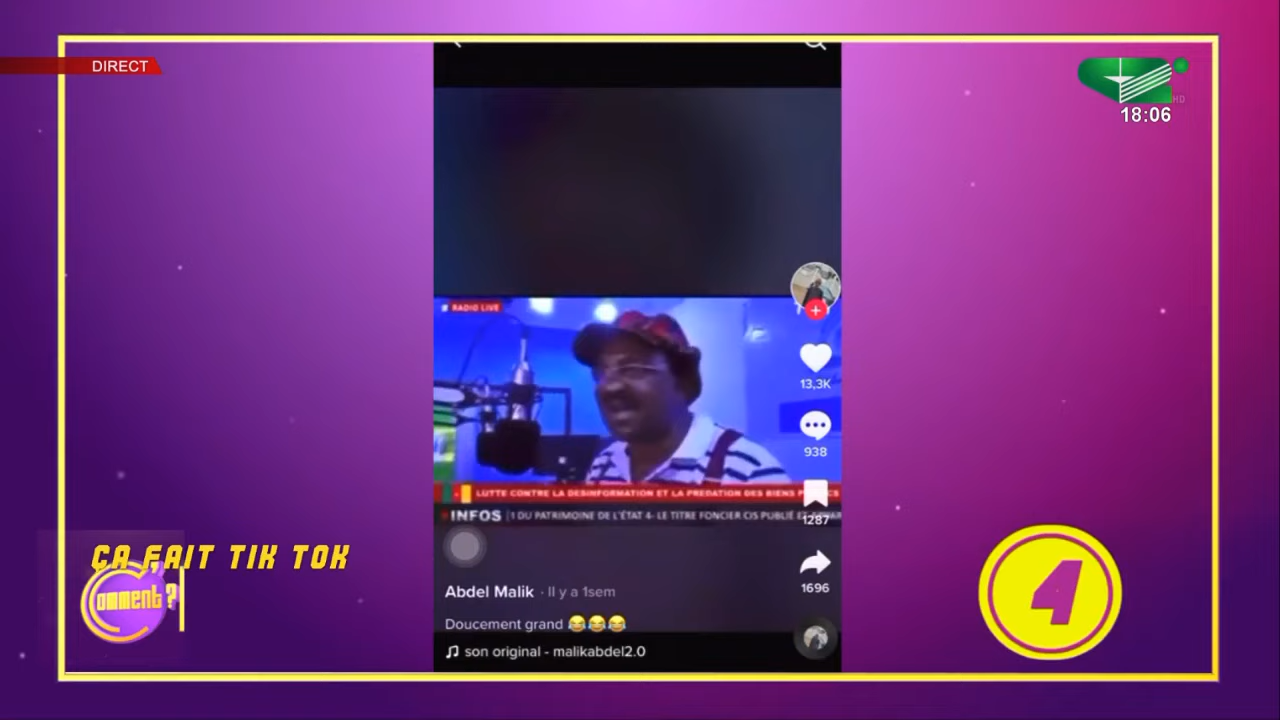 DIRECT
HD
18:06
RADIO LIVE
13,3K
938
LUTTE CONTRE LA DESINFORMATION ET LA PREDATION DES BIENS
1287
INFOS
1 DU PATRIMOINE DE L'ÉTAT 4- LE TITRE FONCIER CIS PUBLIÉ
ÇA FAIT TIK TOK
1696
Comment ?
4
Abdel Malik · Il y a 1sem
Doucement grand 😂😂😂
son original - malikabdel2.0